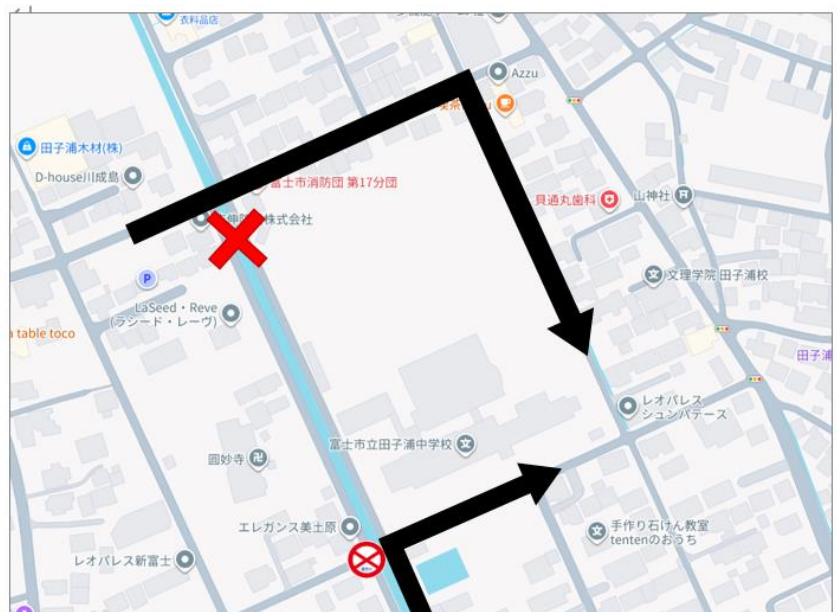 衣料品店
Azzu
田子浦木材(株)
D-house川成島
富士市消防団 第17分団
貝通丸歯科
山神社
株式会社
P
文理学院 田子浦校
LaSeed・Reve
(ラシード・レーヴ)
table toco
田子浦
レオパレス
シュンパテース
富士市立田子浦中学校
圓妙寺
エレガンス美土原
手作り石けん教室
tentenのおうち
レオパレス新富士